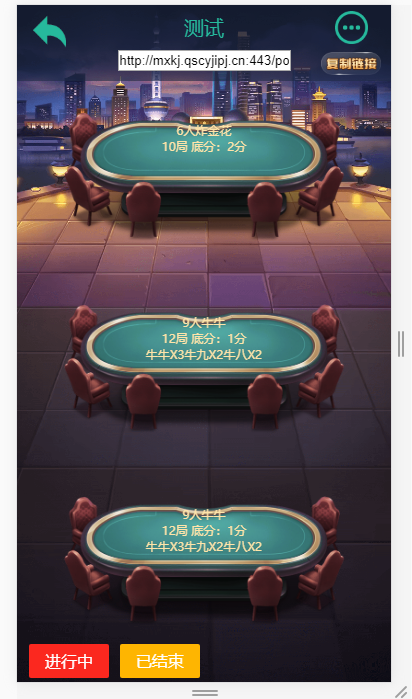 测试
http://mxkj.qscyjipj.cn:443/po
复制链接
6人炸金花
10局 底分：2分
9人牛牛
12局 底分：1分
牛牛X3牛九X2牛八X2
9人牛牛
12局 底分：1分
牛牛X3牛九X2牛八X2
进行中
已结束